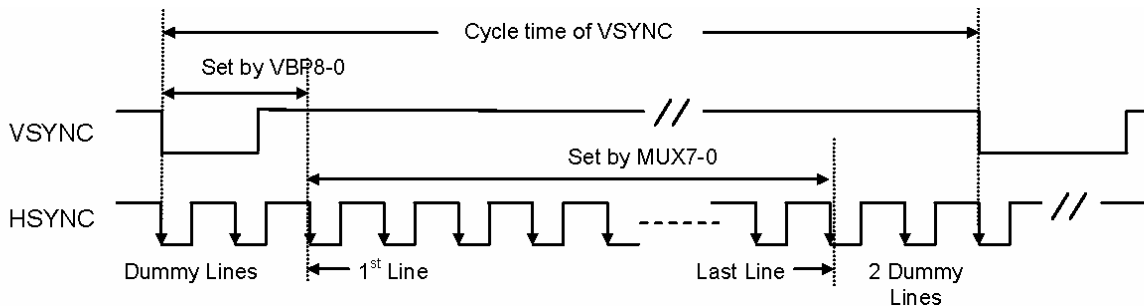 Cycle time of VSYNC
Set by VBP8-0
VSYNC
Set by MUX7-0
HSYNC
Dummy Lines
1st Line
Last Line
2 Dummy
Lines